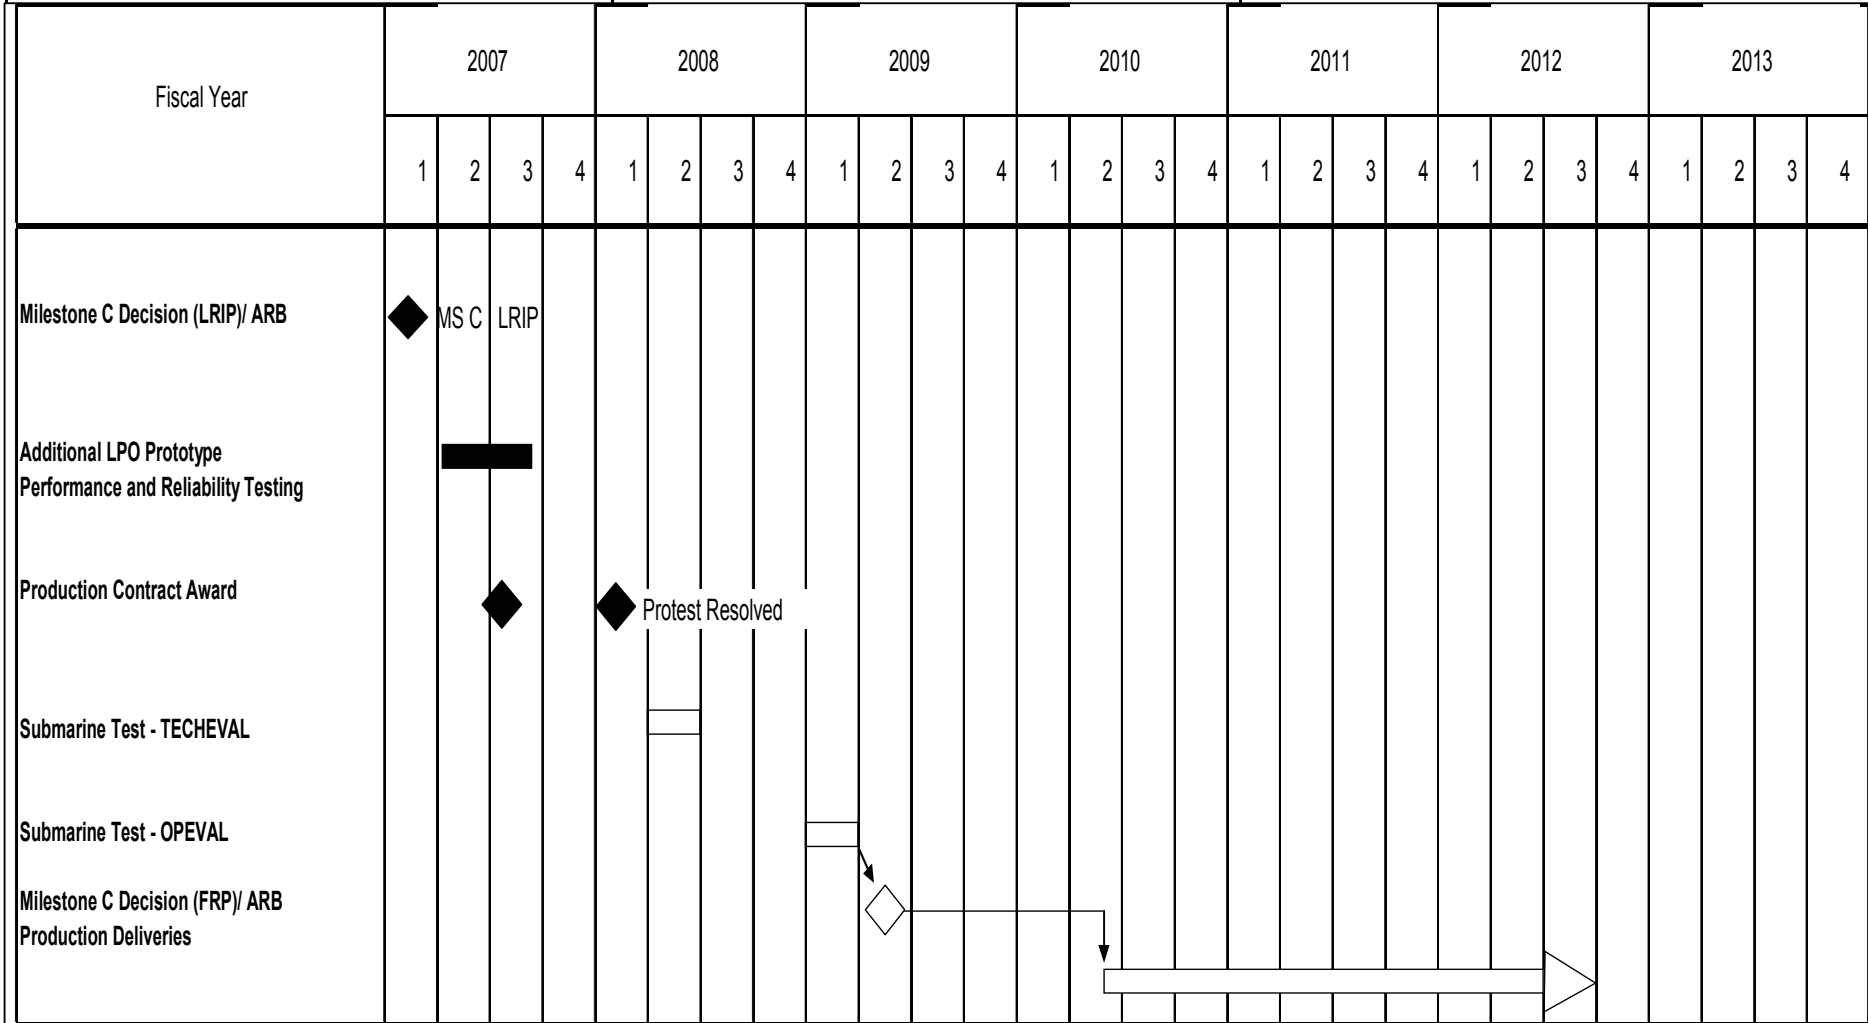 2007 2008 2009 2010 2011 2012 2013
Fiscal Year
1 2 3 4 1 2 3 4 1 2 3 4 1 2 3 4 1 2 3 4 1 2 3 4 1 2 3 4
Milestone C Decision (LRIP)/ ARB MS C LRIP
Additional LPO Prototype
Performance and Reliability Testing
Production Contract Award
Protest Resolved
Submarine Test - TECHEVAL
Submarine Test - OPEVAL
Milestone C Decision (FRP)/ ARB
Production Deliveries